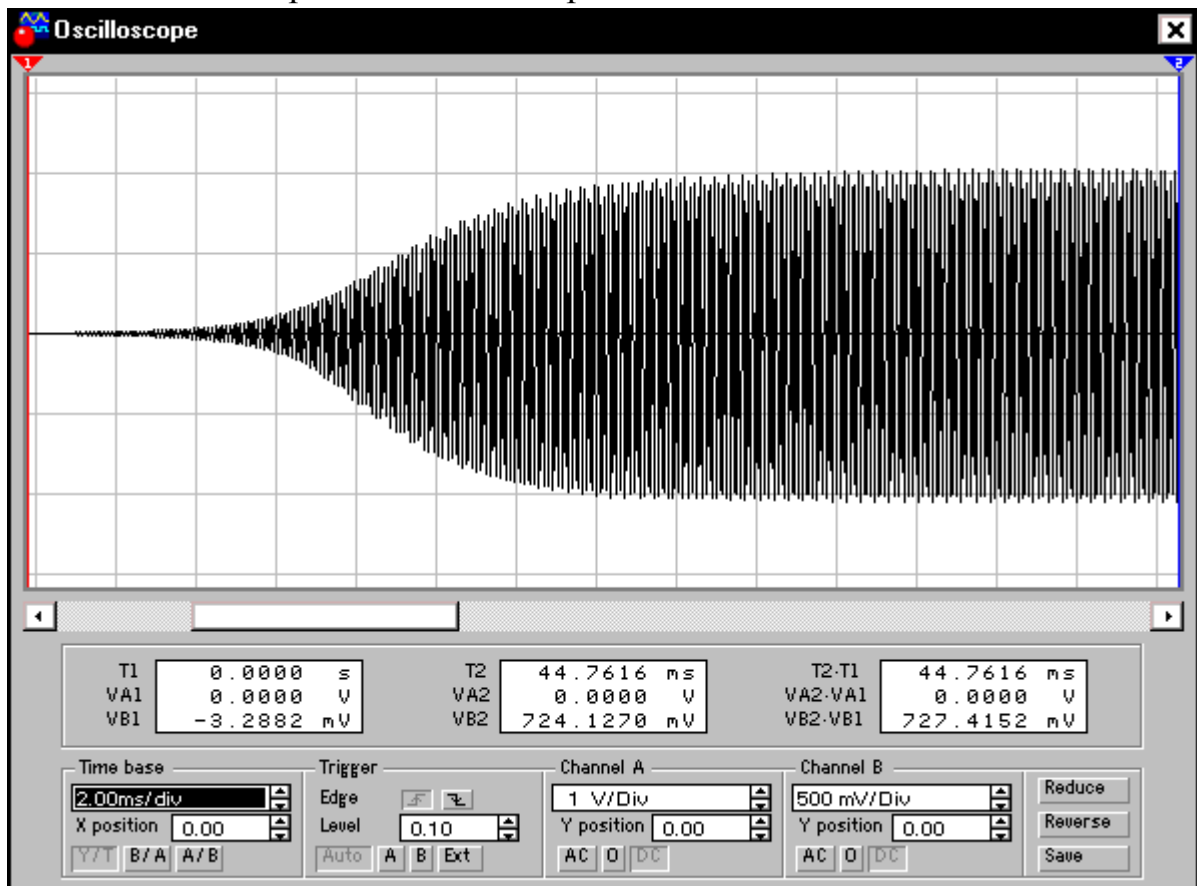 Oscilloscope
1 2
T1 0.0000 s T2 44.7616 ms T2-T1 44.7616 ms
VA1 0.0000 V VA2 0.0000 V VA2-VA1 0.0000 V
VB1 -3.2882 mV VB2 724.1270 mV VB2-VB1 727.4152 mV
Time base Trigger Channel A Channel B
2.00ms/div Edge 1 V/Div 500 mV/Div Reduce
X position 0.00 Level 0.10 Y position 0.00 Y position 0.00 Reverse
Y/T B/A A/B Auto A B Ext AC 0 DC AC 0 DC Save